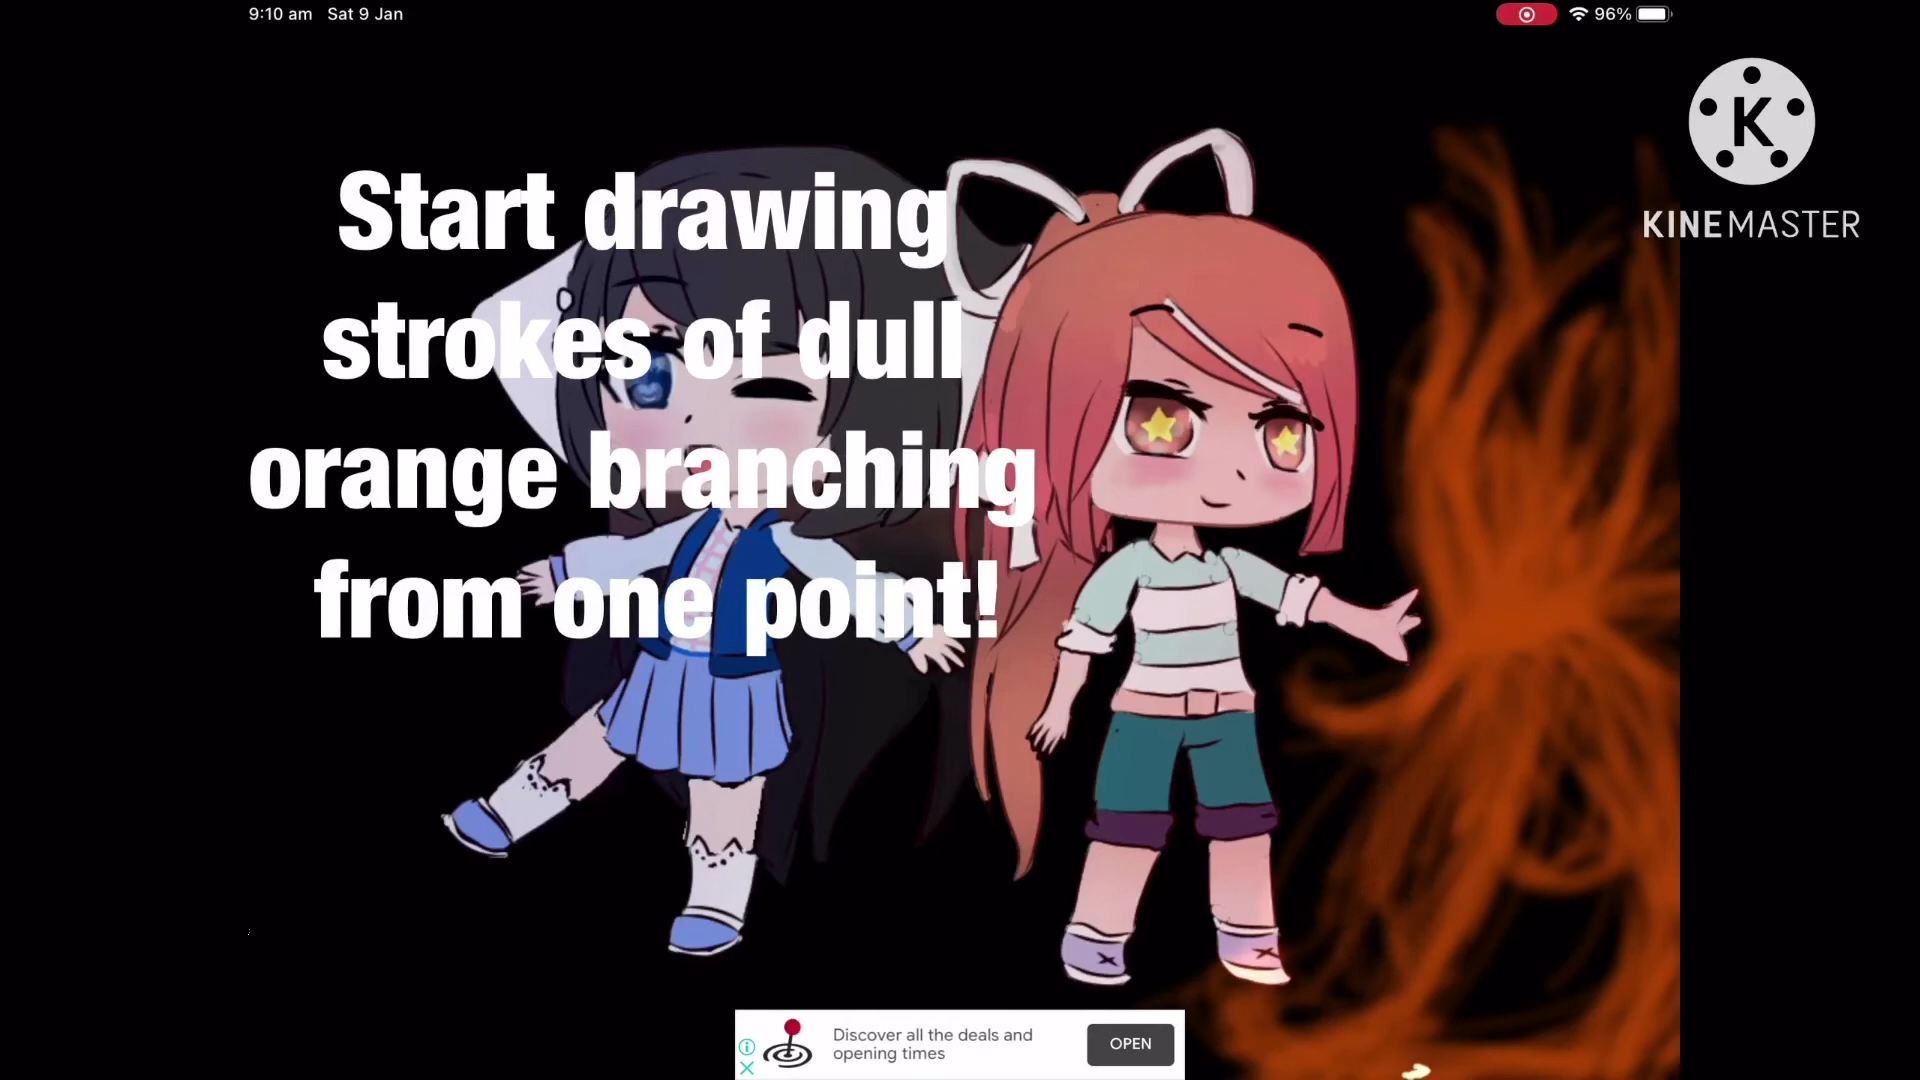 9:10 am Sat 9 Jan
96%
K
KINEMASTER
Start drawing
strokes of dull
orange branching
from one point!
Discover all the deals and
opening times
OPEN